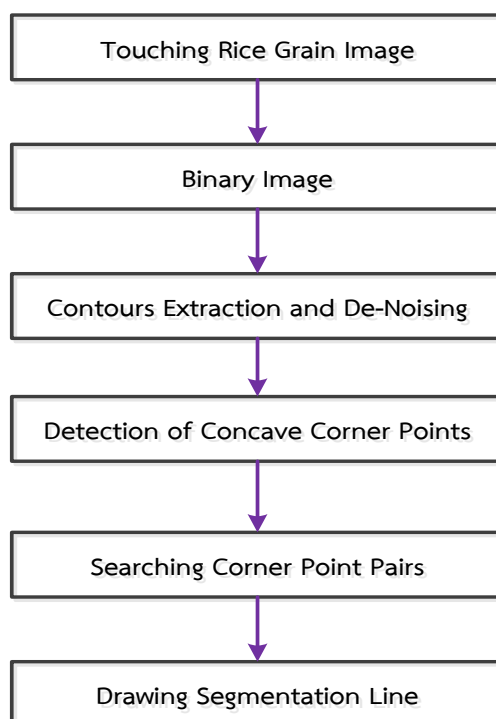 Touching Rice Grain Image
Binary Image
Contours Extraction and De-Noising
Detection of Concave Corner Points
Searching Corner Point Pairs
Drawing Segmentation Line